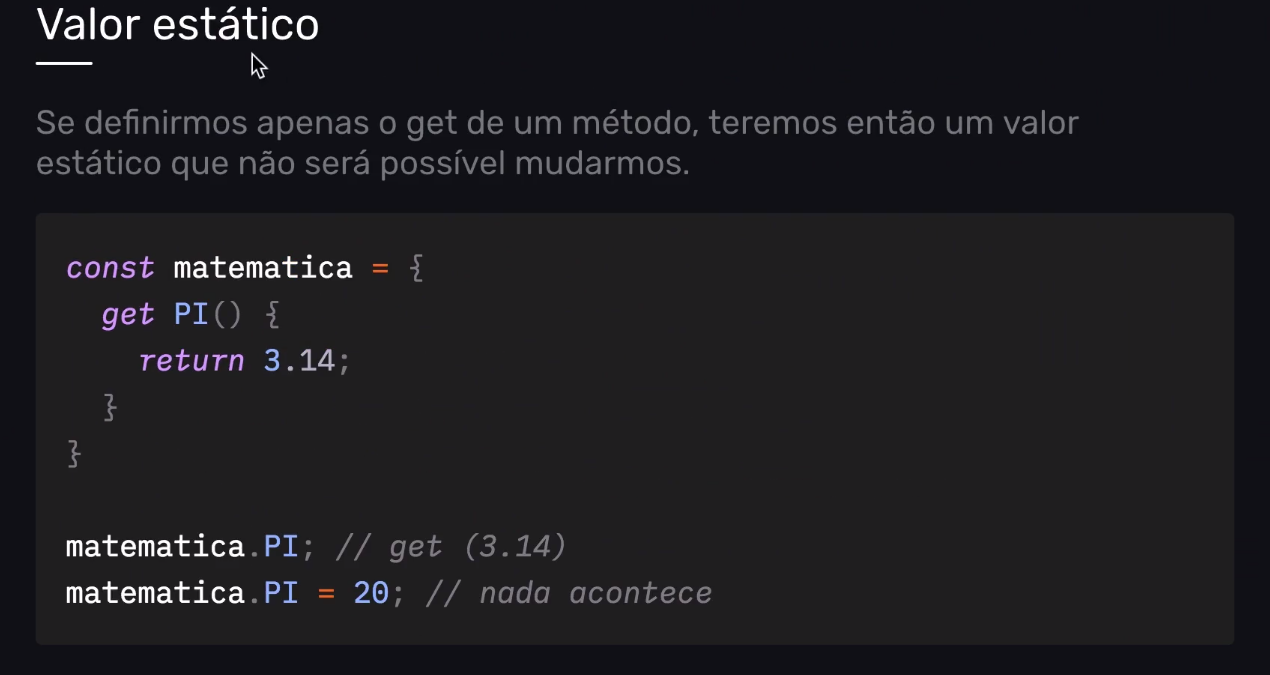 Valor estático
Se definirmos apenas o get de um método, teremos então um valor
estático que não será possível mudarmos.
const matematica = {
  get PI() {
    return 3.14;
  }
}
matematica.PI; // get (3.14)
matematica.PI = 20; // nada acontece